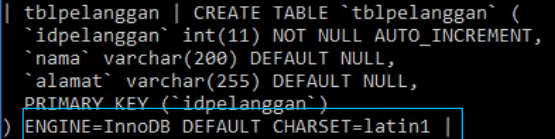 | tblpelanggan | CREATE TABLE `tblpelanggan` (
`idpelanggan` int(11) NOT NULL AUTO_INCREMENT,
`nama` varchar(200) DEFAULT NULL,
`alamat` varchar(255) DEFAULT NULL,
PRIMARY KEY (`idpelanggan`)
) ENGINE=InnoDB DEFAULT CHARSET=latin1 |